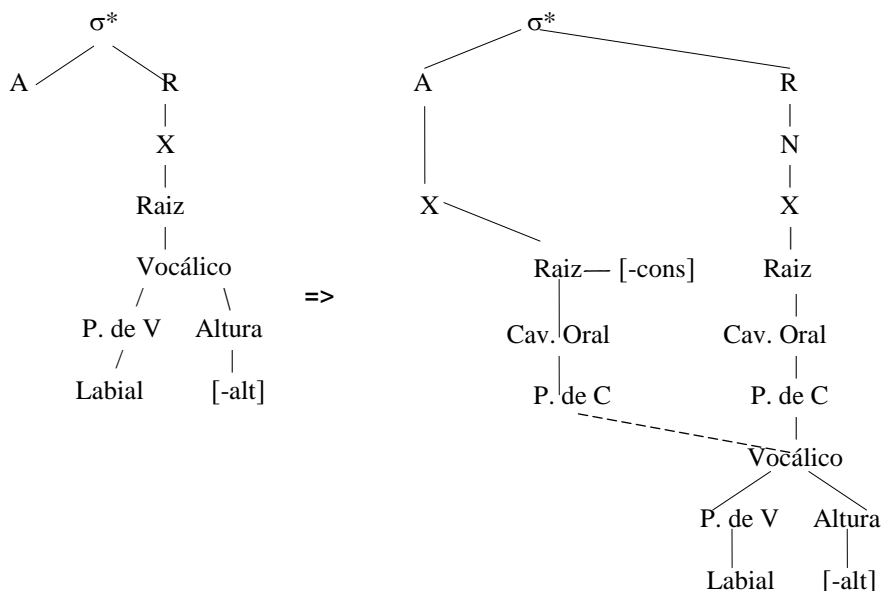 σ* σ*
A R A R
X N
Raiz X X
Vocálico Raiz [-cons] Raiz
=>
P. de V Altura Cav. Oral Cav. Oral
Labial [-alt] P. de C P. de C
Vocálico
P. de V Altura
Labial [-alt]